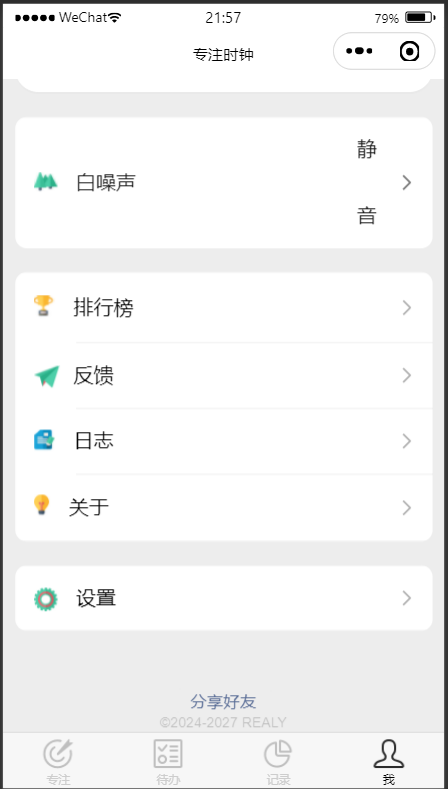 WeChat 21:57 79%
专注时钟
白噪声
静
音
排行榜
反馈
日志
关于
设置
分享好友
©2024-2027 REALY
专注 待办 记录 我